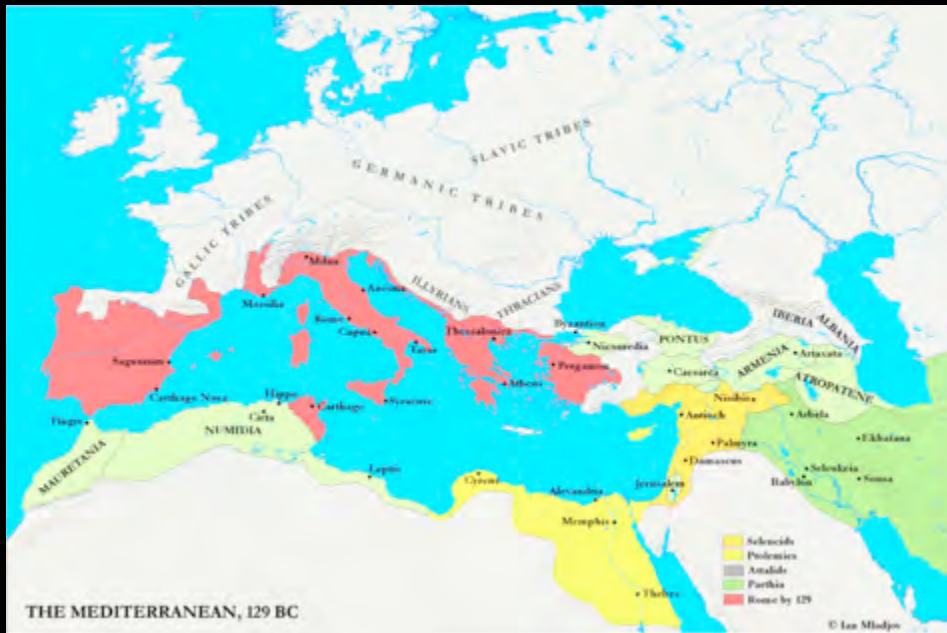 SLAVIC TRIBES
GERMANIC TRIBES
GALLIC TRIBES
Milan
ILLYRIANS
THRACIANS
Massilia
Ancona
Rome
Capua
Thessalonica
Byzantion
Nicomedia
PONTUS
IBERIA
ALBANIA
ARMENIA
Artaxata
Saguntum
Pergamon
Caesarea
ATROPATENE
Carthago Nova
Hippo
Athens
Nisibis
Tingis
Cirta
Carthage
Syracuse
Antioch
Arbela
NUMIDIA
Palmyra
Ekbatana
MAURETANIA
Leptis
Cyrene
Damascus
Seleukeia
Alexandria
Jerusalem
Babylon
Sousa
Memphis
Seleucids
Ptolemies
Attalids
Parthia
Rome by 129
Thebes
THE MEDITERRANEAN, 129 BC
© Ian Mladjov